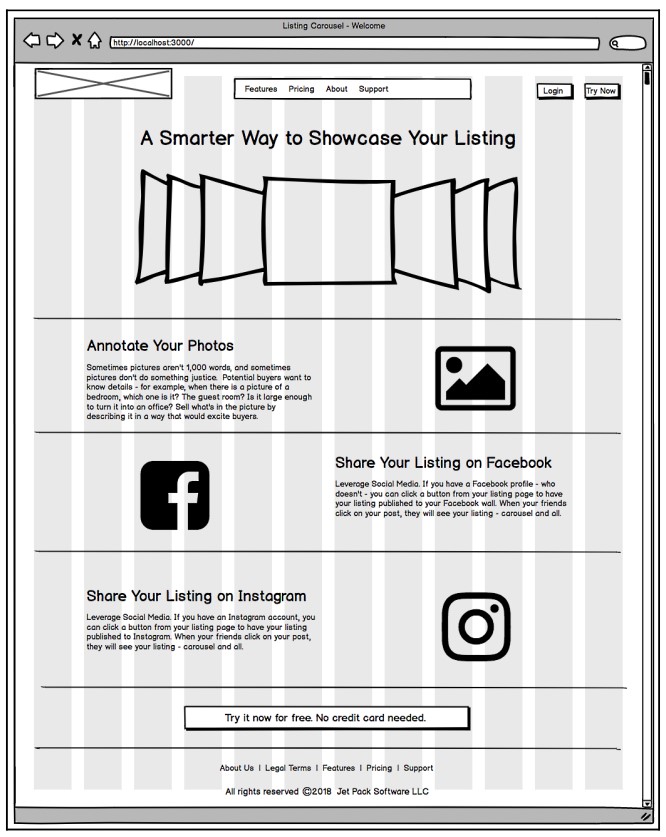 Listing Carousel - Welcome
http://localhost:3000/
Features Pricing About Support
Login
Try Now
A Smarter Way to Showcase Your Listing
Annotate Your Photos
Sometimes pictures aren't 1,000 words, and sometimes
pictures don't do something justice. Potential buyers want to
know details - for example, when there is a picture of a
bedroom, which one is it? The guest room? Is it large enough
to turn it into an office? Sell what's in the picture by
describing it in a way that would excite buyers.
Share Your Listing on Facebook
Leverage Social Media. If you have a Facebook profile - who
doesn't - you can click a button from your listing page to have
your listing published to your Facebook wall. When your friends
click on your post, they will see your listing - carousel and all.
Share Your Listing on Instagram
Leverage Social Media. If you have an Instagram account, you
can click a button from your listing page to have your listing
published to Instagram. When your friends click on your post,
they will see your listing - carousel and all.
Try it now for free. No credit card needed.
About Us | Legal Terms | Features | Pricing | Support
All rights reserved ©2018 Jet Pack Software LLC